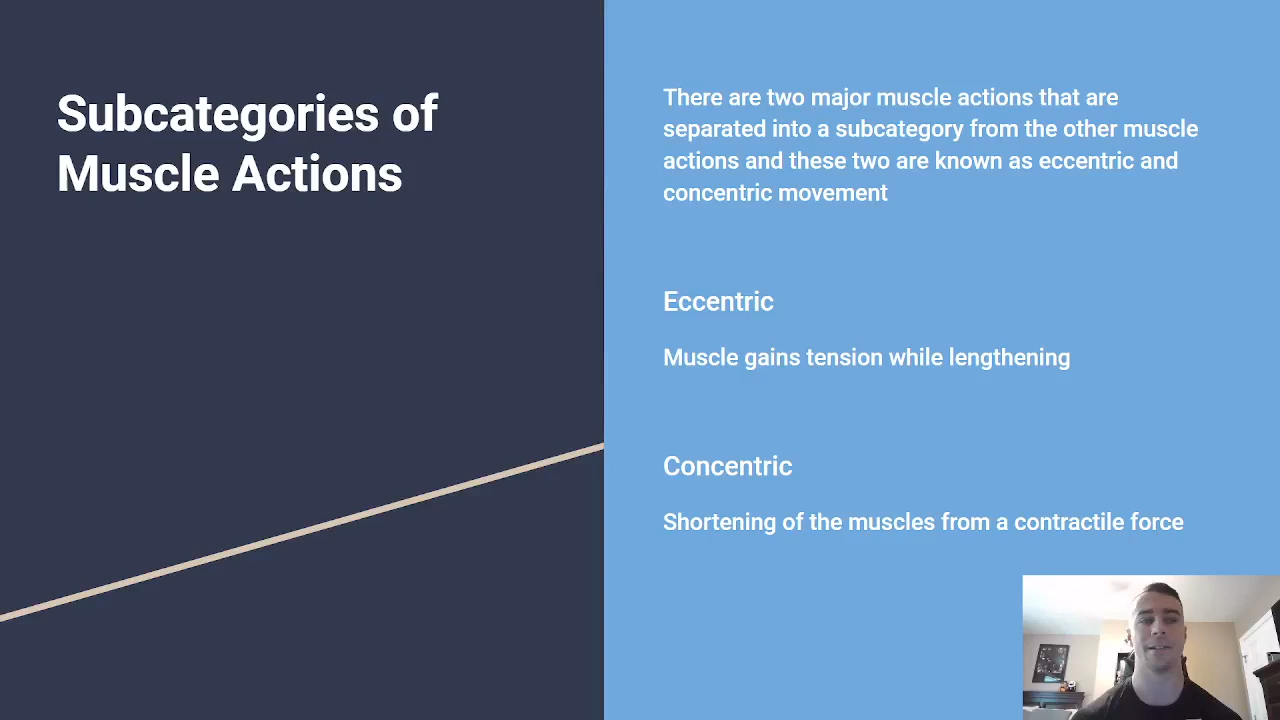 Subcategories of
Muscle Actions
There are two major muscle actions that are
separated into a subcategory from the other muscle
actions and these two are known as eccentric and
concentric movement
Eccentric
Muscle gains tension while lengthening
Concentric
Shortening of the muscles from a contractile force